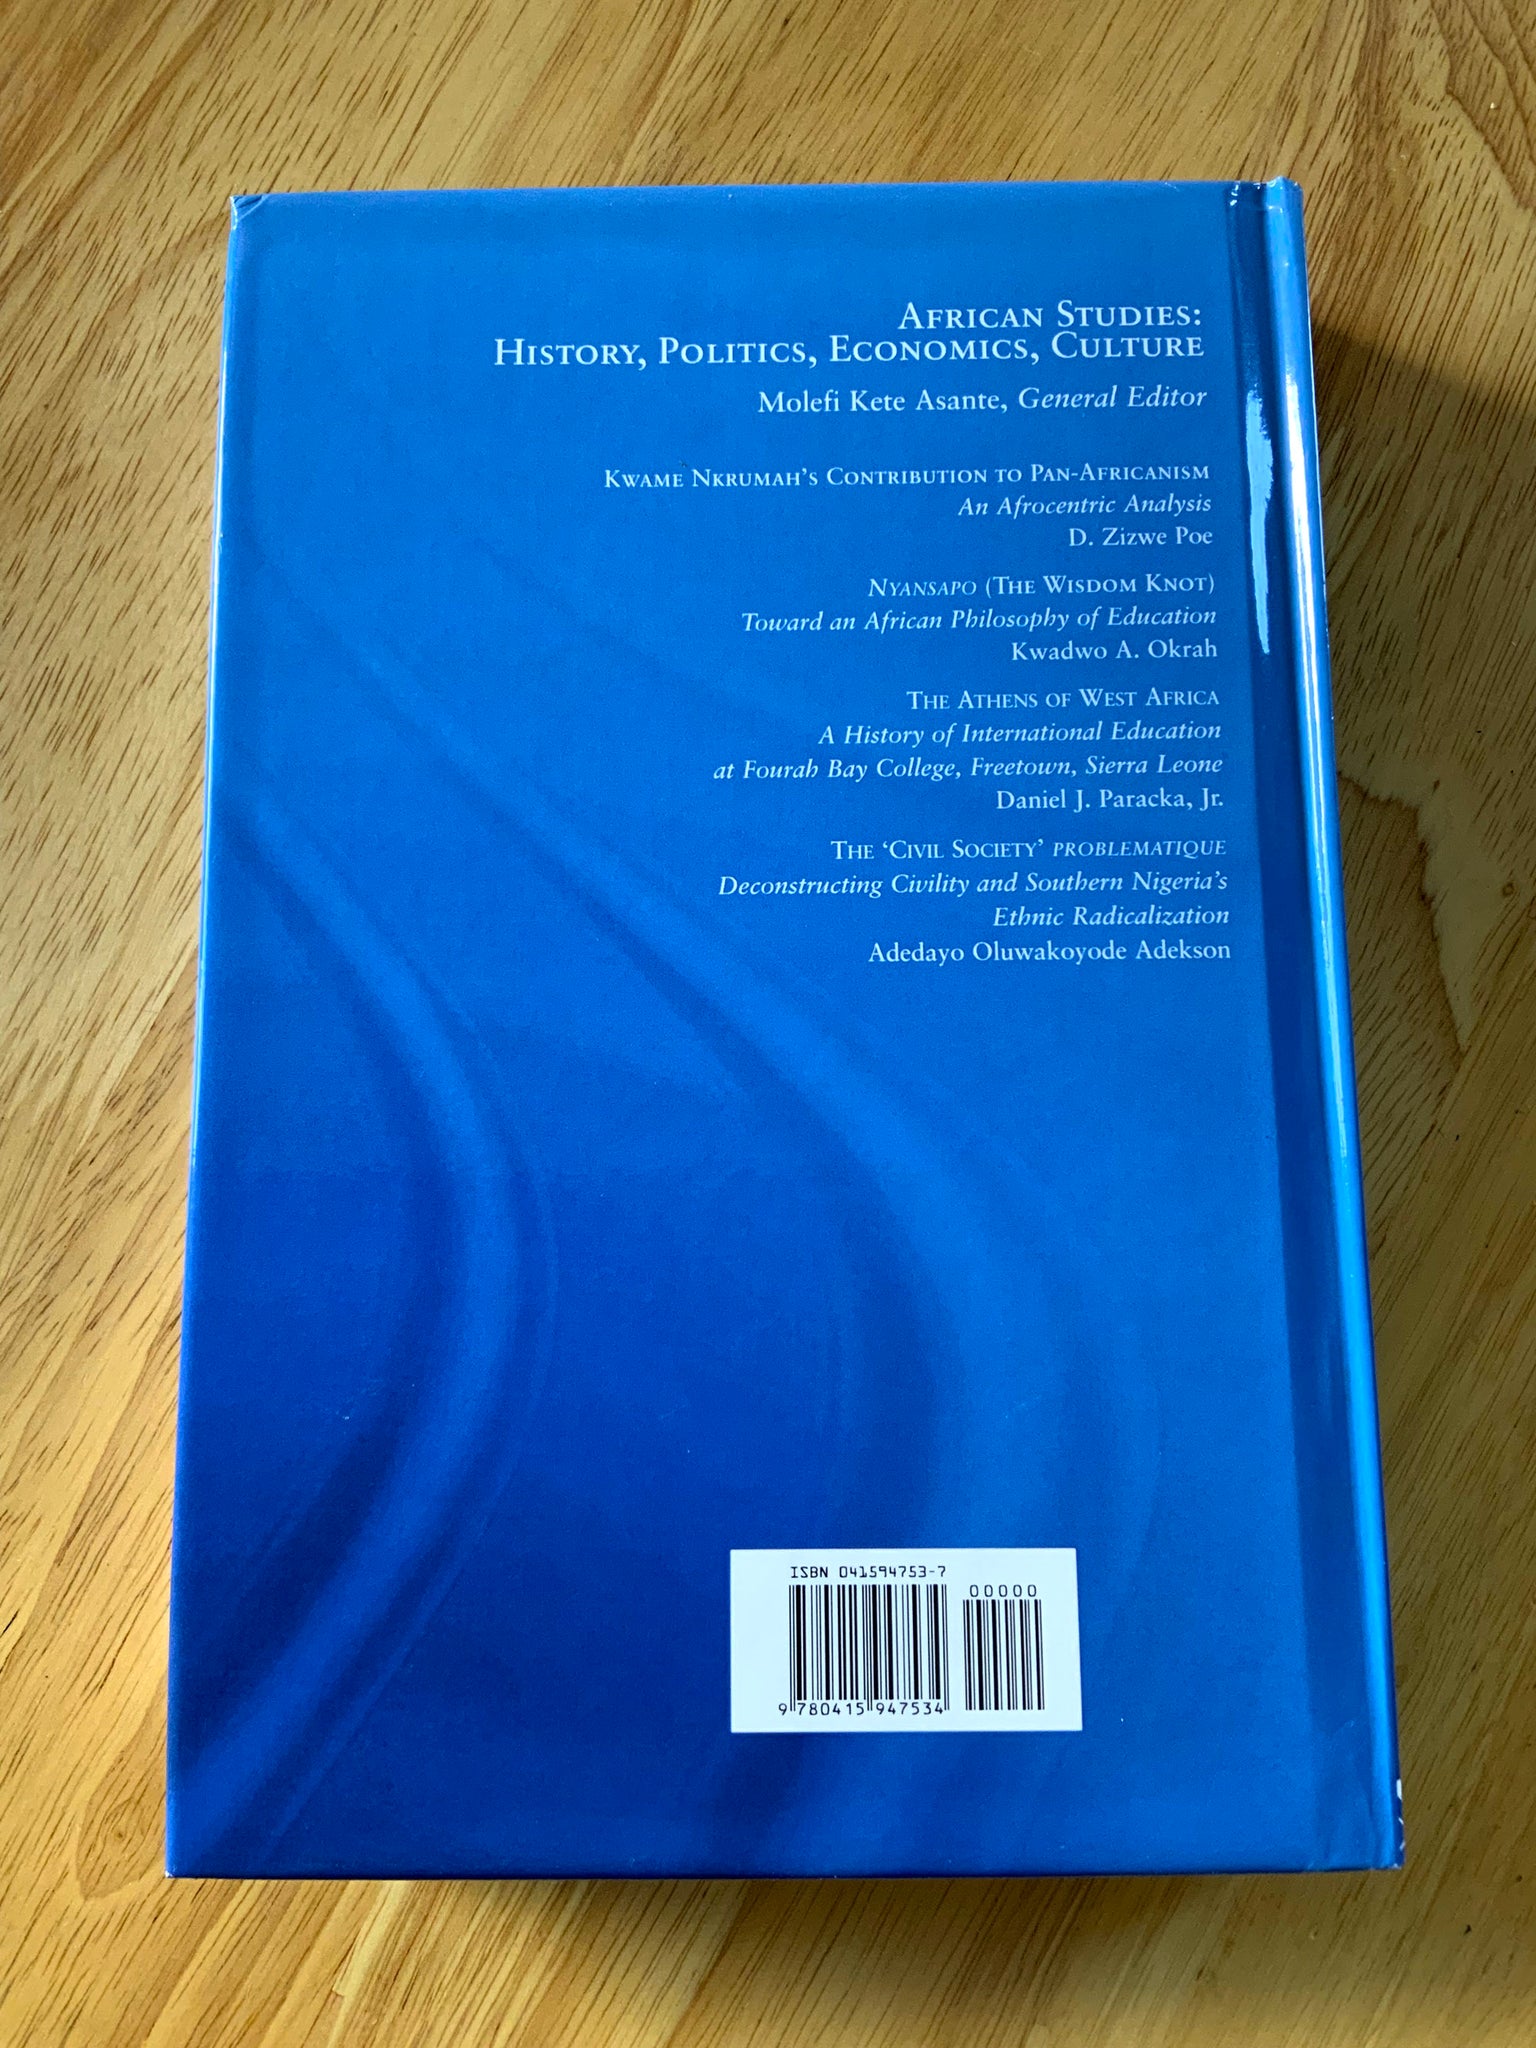 AFRICAN STUDIES:
HISTORY, POLITICS, ECONOMICS, CULTURE
Molefi Kete Asante, General Editor
KWAME NKRUMAH'S CONTRIBUTION TO PAN-AFRICANISM
An Afrocentric Analysis
D. Zizwe Poe
NYANSAPO (THE WISDOM KNOT)
Toward an African Philosophy of Education
Kwadwo A. Okrah
THE ATHENS OF WEST AFRICA
A History of International Education
at Fourah Bay College, Freetown, Sierra Leone
Daniel J. Paracka, Jr.
THE ‘CIVIL SOCIETY’ PROBLEMATIQUE
Deconstructing Civility and Southern Nigeria's
Ethnic Radicalization
Adedayo Oluwakoyode Adekson
ISBN 041594753-7
00000
9 780415 947534